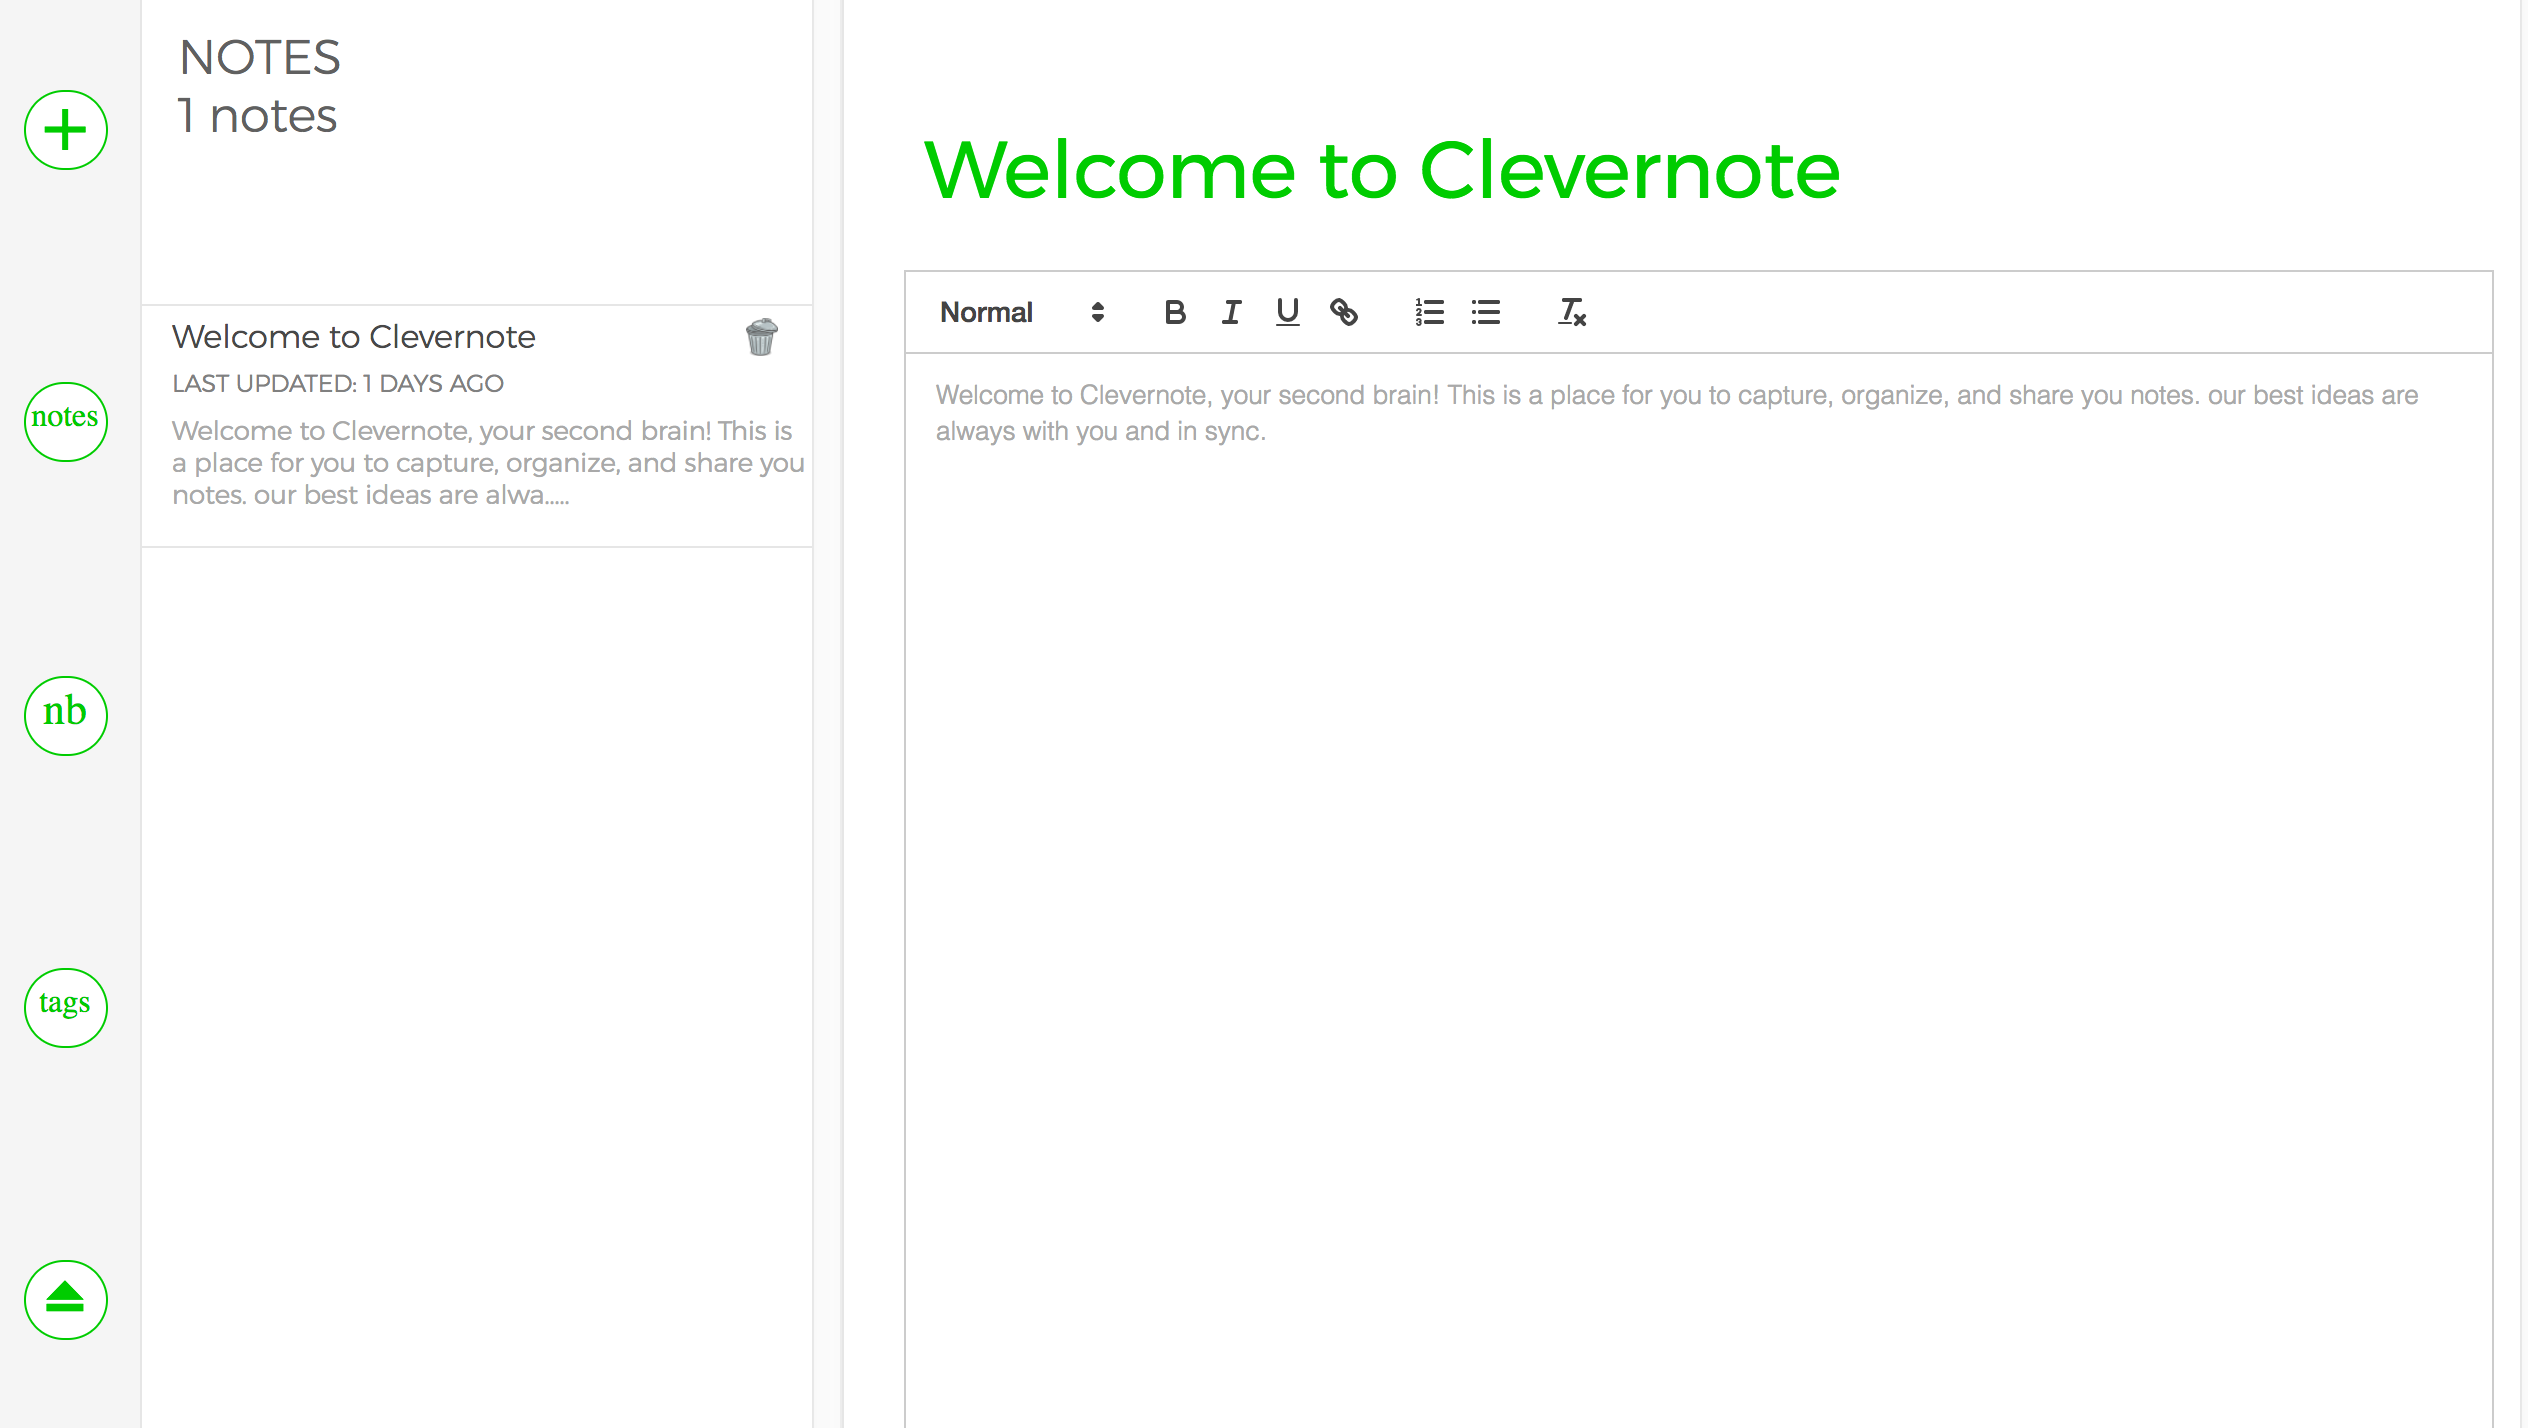 NOTES
1 notes
notes
nb
tags
Welcome to Clevernote
LAST UPDATED: 1 DAYS AGO
Welcome to Clevernote, your second brain! This is
a place for you to capture, organize, and share you
notes. our best ideas are alwa.....
Welcome to Clevernote
Normal
Welcome to Clevernote, your second brain! This is a place for you to capture, organize, and share you notes. our best ideas are
always with you and in sync.